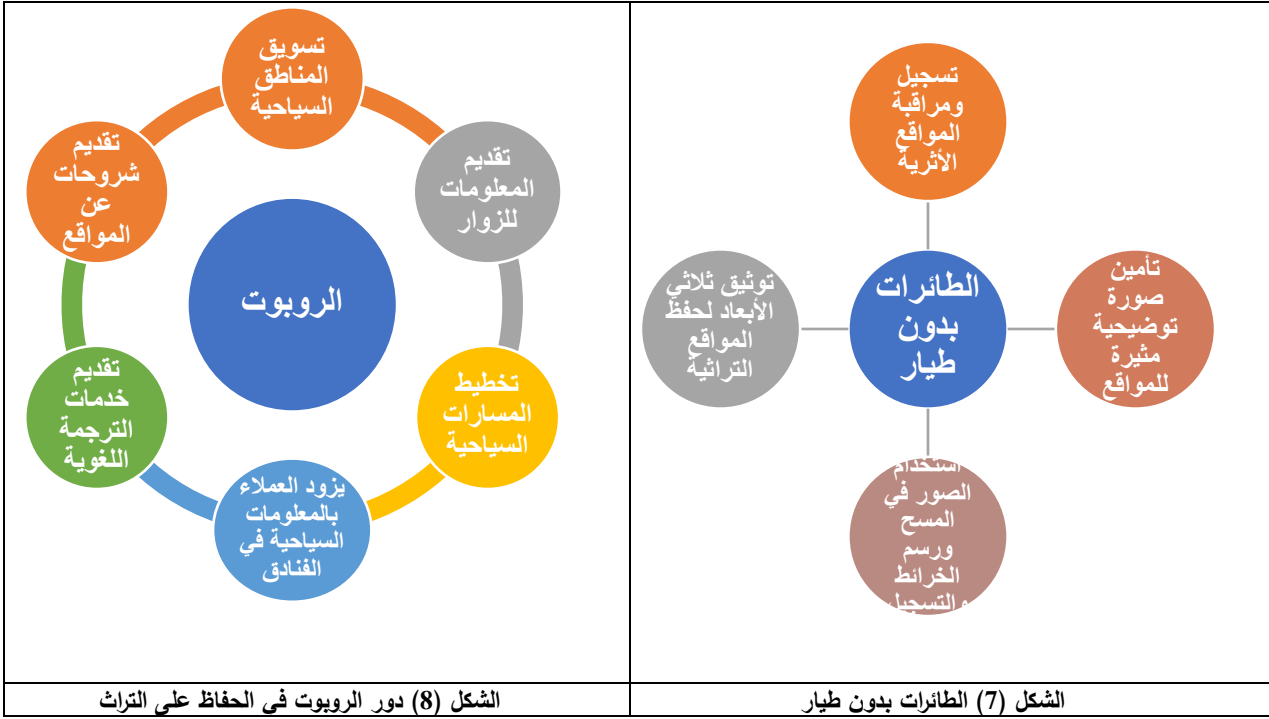 تسجيل
ومراقبة
المواقع
الأثرية
تأمين
صورة
توضيحية
مثيرة
للمواقع
الطائرات
بدون
طيار
توثيق ثلاثي
الأبعاد لحفظ
المواقع
التراثية
استخدام
الصور في
المسح
ورسم
الخرائط
والتسجيل
الشكل (7) الطائرات بدون طيار
تسويق
المناطق
السياحية
تقديم
المعلومات
للزوار
تخطيط
المسارات
السياحية
يزود العملاء
بالمعلومات
السياحية في
الفنادق
تقديم
خدمات
الترجمة
اللغوية
تقديم
شروحات
عن
المواقع
الروبوت
الشكل (8) دور الروبوت في الحفاظ على التراث